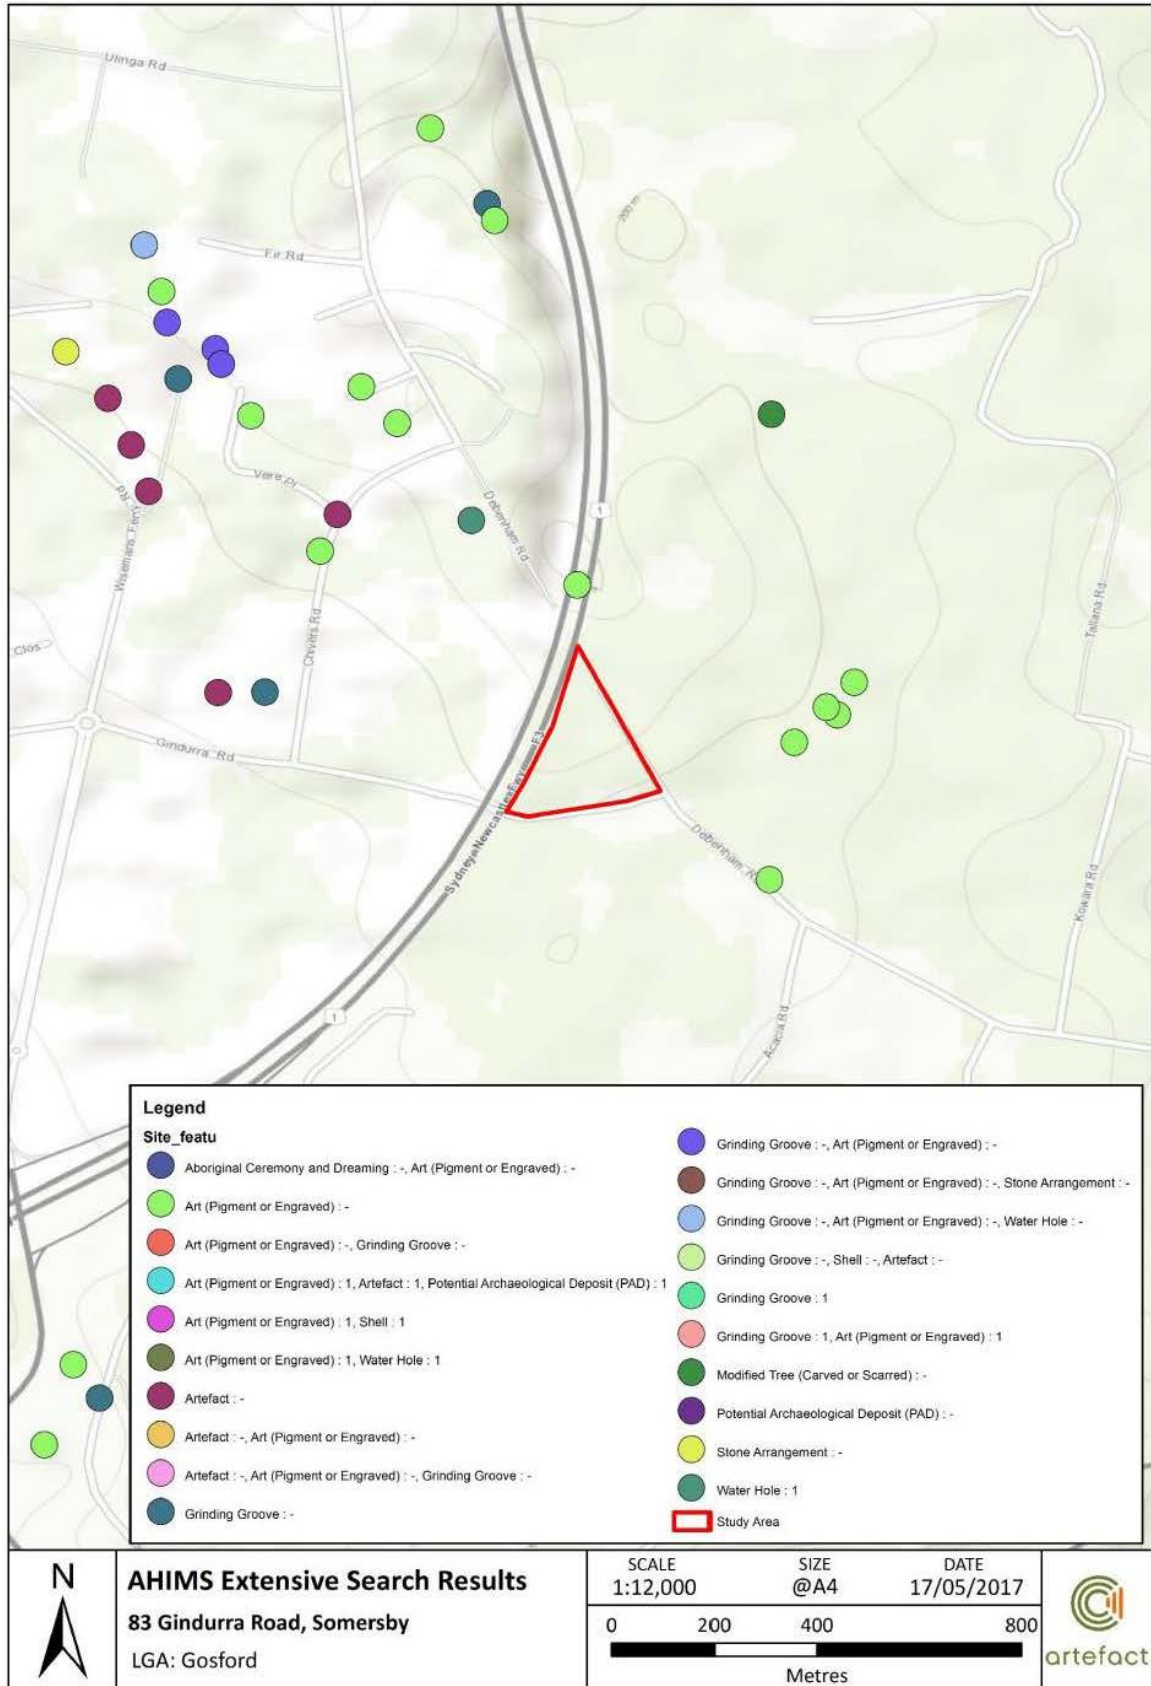 Ulinga Rd
200 m
Fir Rd
Vere Pl
Debenham Rd
1
Wisemans Ferry Rd
Chivers Rd
Tallana Rd
Clos
Gindurra Rd
Sydney-Newcastle Fwy
F3
Debenham
Kowara Rd
Acacia Rd
1
Legend
Site_featu
Aboriginal Ceremony and Dreaming : -, Art (Pigment or Engraved) : -
Art (Pigment or Engraved) : -
Art (Pigment or Engraved) : -, Grinding Groove : -
Art (Pigment or Engraved) : 1, Artefact : 1, Potential Archaeological Deposit (PAD) : 1
Art (Pigment or Engraved) : 1, Shell : 1
Art (Pigment or Engraved) : 1, Water Hole : 1
Artefact : -
Artefact : -, Art (Pigment or Engraved) : -
Artefact : -, Art (Pigment or Engraved) : -, Grinding Groove : -
Grinding Groove : -
Grinding Groove : -, Art (Pigment or Engraved) : -
Grinding Groove : -, Art (Pigment or Engraved) : -, Stone Arrangement : -
Grinding Groove : -, Art (Pigment or Engraved) : -, Water Hole : -
Grinding Groove : -, Shell : -, Artefact : -
Grinding Groove : 1
Grinding Groove : 1, Art (Pigment or Engraved) : 1
Modified Tree (Carved or Scarred) : -
Potential Archaeological Deposit (PAD) : -
Stone Arrangement : -
Water Hole : 1
Study Area
N
AHIMS Extensive Search Results
83 Gindurra Road, Somersby
LGA: Gosford
SCALE
1:12,000
SIZE
@A4
DATE
17/05/2017
0 200 400 800
Metres
artefact